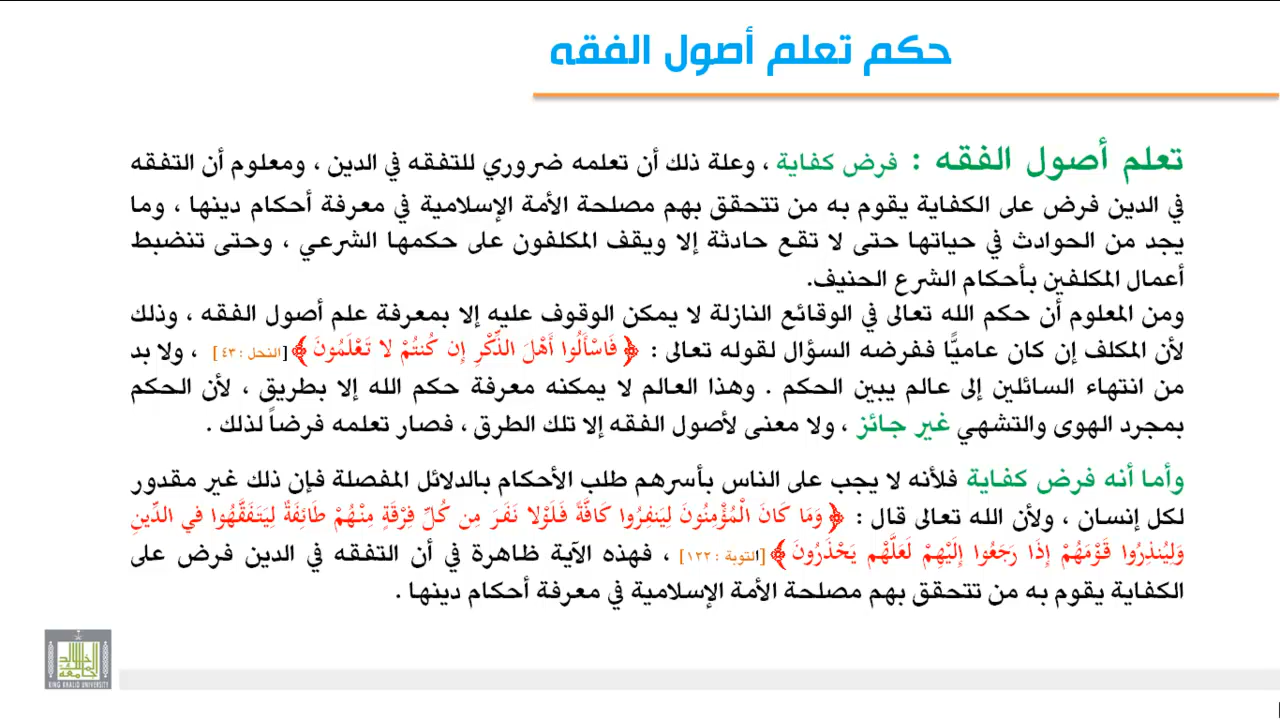 حكم تعلم أصول الفقه
تعلم أصول الفقه : فرض كفاية ، وعلة ذلك أن تعلمه ضروري للتفقه في الدين ، ومعلوم أن التفقه
في الدين فرض على الكفاية يقوم به من تتحقق بهم مصلحة الأمة الإسلامية في معرفة أحكام دينها ، وما
يجد من الحوادث في حياتها حتى لا تقع حادثة إلا ويقف المكلفون على حكمها الشرعي ، وحتى تنضبط
أعمال المكلفين بأحكام الشرع الحنيف.
ومن المعلوم أن حكم الله تعالى في الوقائع النازلة لا يمكن الوقوف عليه إلا بمعرفة علم أصول الفقه ، وذلك
لأن المكلف إن كان عاميًّا ففرضه السؤال لقوله تعالى : ﴿ فَاسْأَلُوا أَهْلَ الذِّكْرِ إِن كُنتُمْ لا تَعْلَمُونَ ﴾ [النحل : ٤٣] ، ولا بد
من انتهاء السائلين إلى عالم يبين الحكم . وهذا العالم لا يمكنه معرفة حكم الله إلا بطريق ، لأن الحكم
بمجرد الهوى والتشهي غير جائز ، ولا معنى لأصول الفقه إلا تلك الطرق ، فصار تعلمه فرضاً لذلك .
وأما أنه فرض كفاية فلأنه لا يجب على الناس بأسرهم طلب الأحكام بالدلائل المفصلة فإن ذلك غير مقدور
لكل إنسان ، ولأن الله تعالى قال : ﴿ وَمَا كَانَ الْمُؤْمِنُونَ لِيَنفِرُوا كَافَّةً فَلَوْلا نَفَرَ مِن كُلِّ فِرْقَةٍ مِنْهُمْ طَائِفَةٌ لِيَتَفَقَّهُوا في الدِّينِ
وَلِيُنذِرُوا قَوْمَهُمْ إِذَا رَجَعُوا إِلَيْهِمْ لَعَلَّهُم يَحْذَرُونَ ﴾ [التوبة : ١٢٢] ، فهذه الآية ظاهرة في أن التفقه في الدين فرض على
الكفاية يقوم به من تتحقق بهم مصلحة الأمة الإسلامية في معرفة أحكام دينها .
جامعة الملك خالد
KING KHALID UNIVERSITY